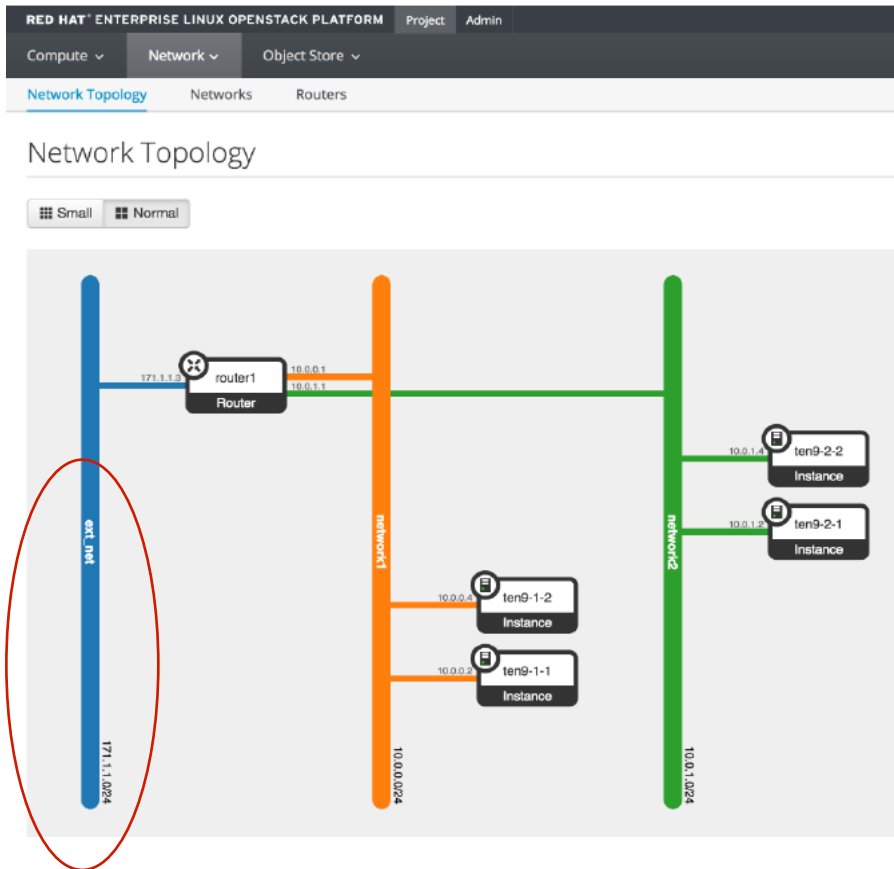 RED HAT® ENTERPRISE LINUX OPENSTACK PLATFORM Project Admin
Compute Network Object Store
Network Topology Networks Routers
Network Topology
Small Normal
171.1.1.3
router1
Router
10.0.0.1
10.0.1.1
ext_net
171.1.1.0/24
network1
10.0.0.0/24
network2
10.0.1.0/24
10.0.1.4
ten9-2-2
Instance
10.0.1.2
ten9-2-1
Instance
10.0.0.4
ten9-1-2
Instance
10.0.0.2
ten9-1-1
Instance